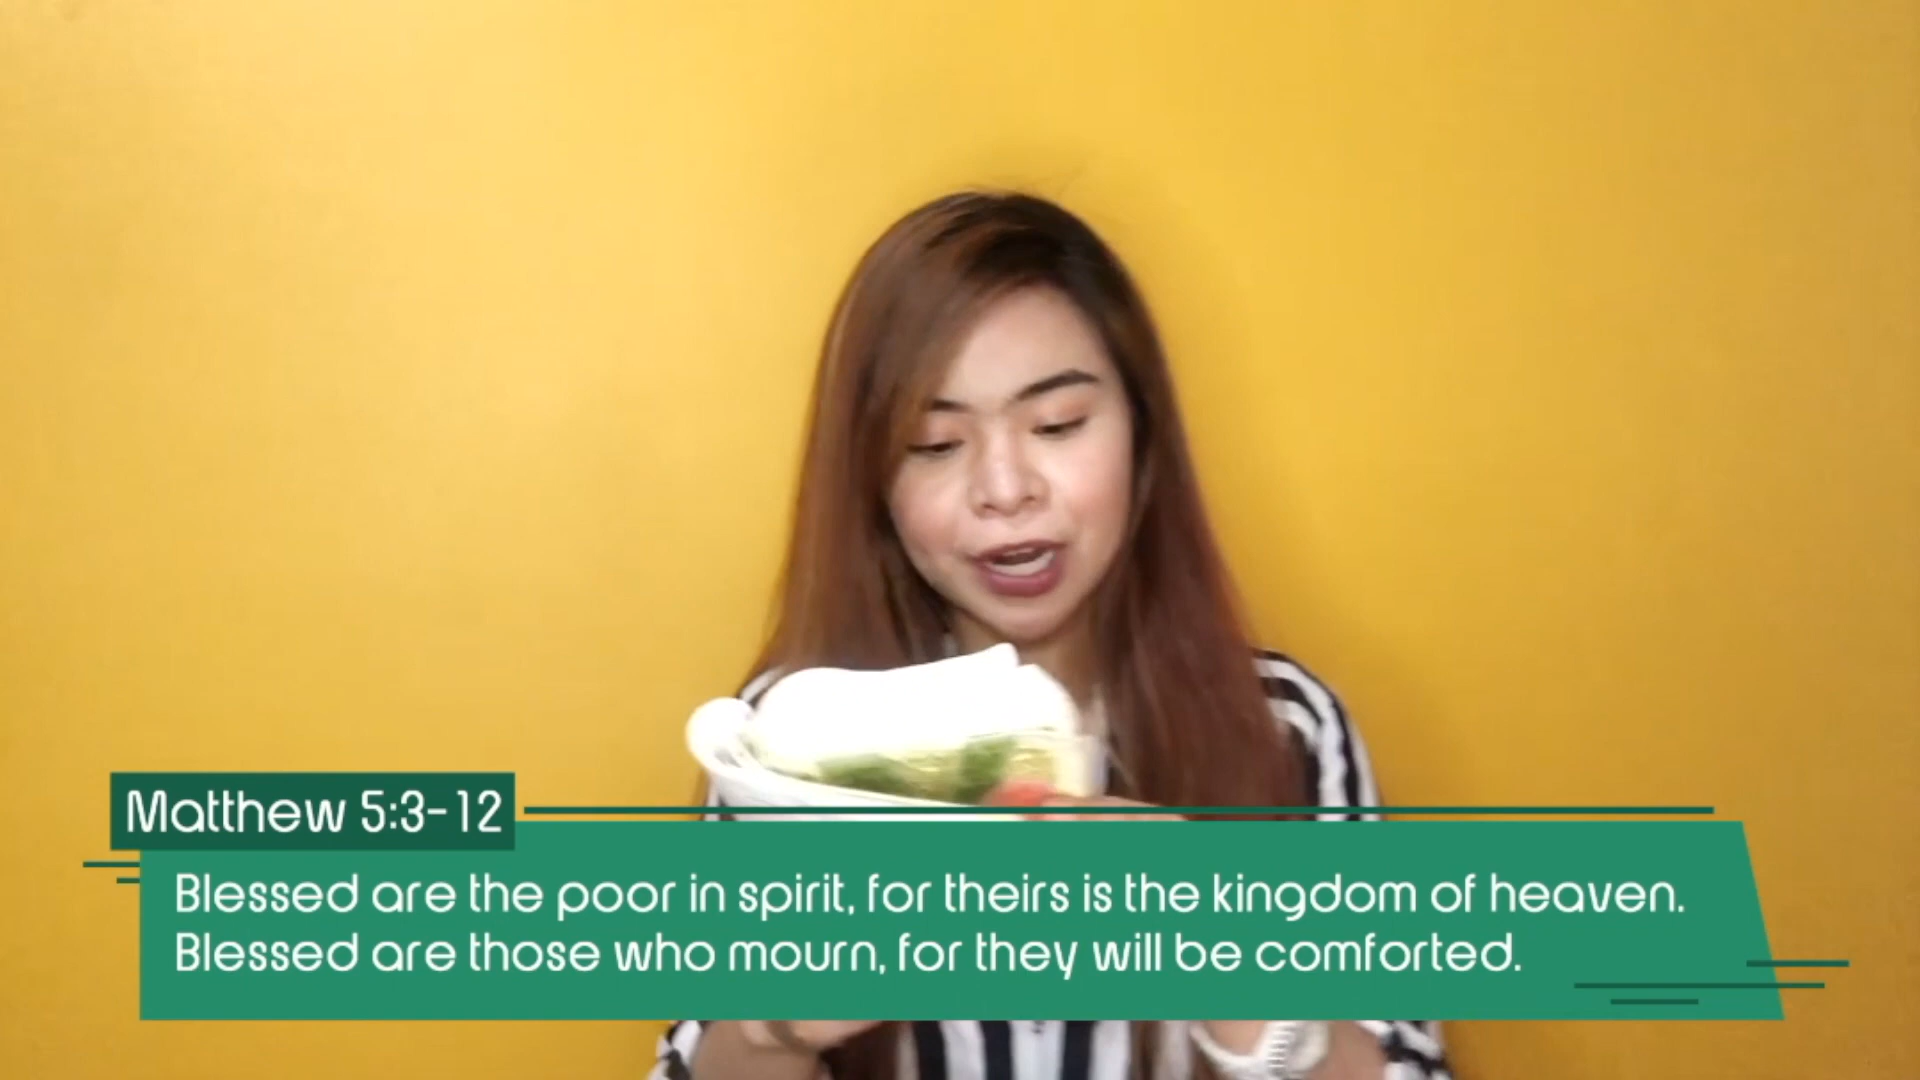 Matthew 5:3-12
Blessed are the poor in spirit, for theirs is the kingdom of heaven.
Blessed are those who mourn, for they will be comforted.